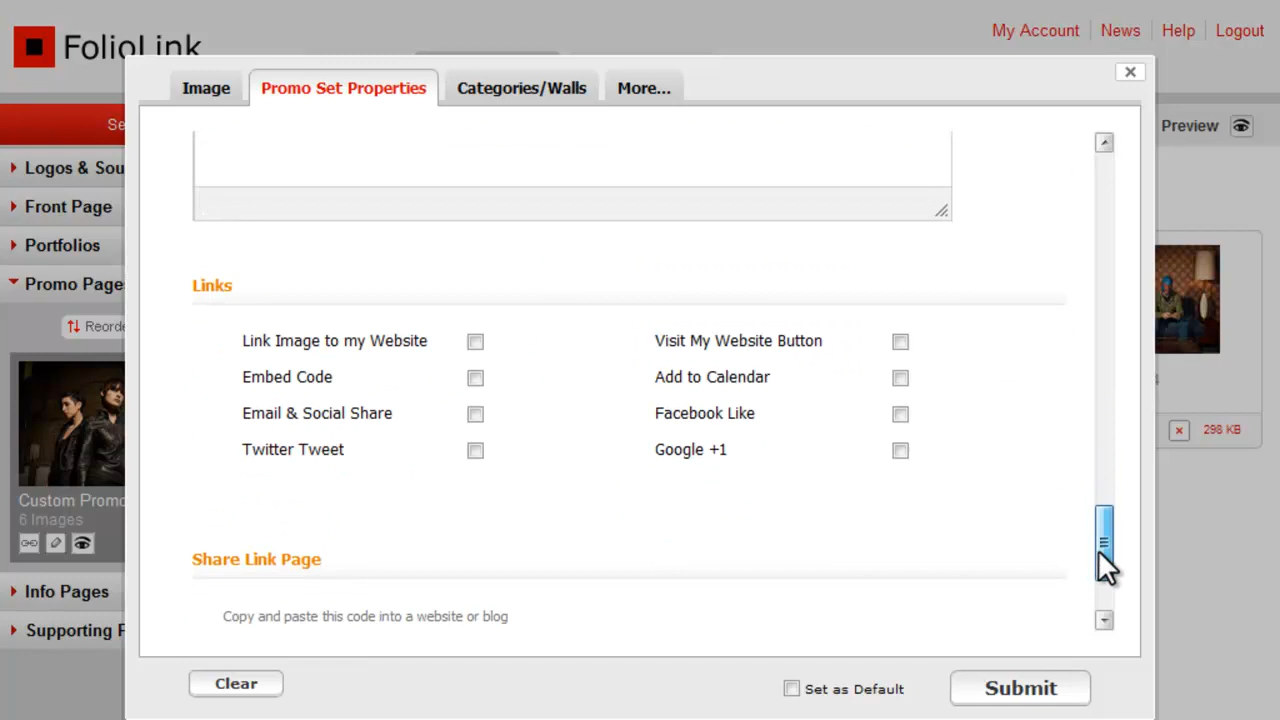 FolioLink
My Account News Help Logout
Image Promo Set Properties Categories/Walls More...
Se
Preview
Logos & Sou
Front Page
Portfolios
Promo Pages
Reorde
Custom Promo
6 Images
Info Pages
Supporting F
Links
Link Image to my Website Visit My Website Button
Embed Code Add to Calendar
Email & Social Share Facebook Like
Twitter Tweet Google +1
Share Link Page
Copy and paste this code into a website or blog
298 KB
Clear Set as Default Submit